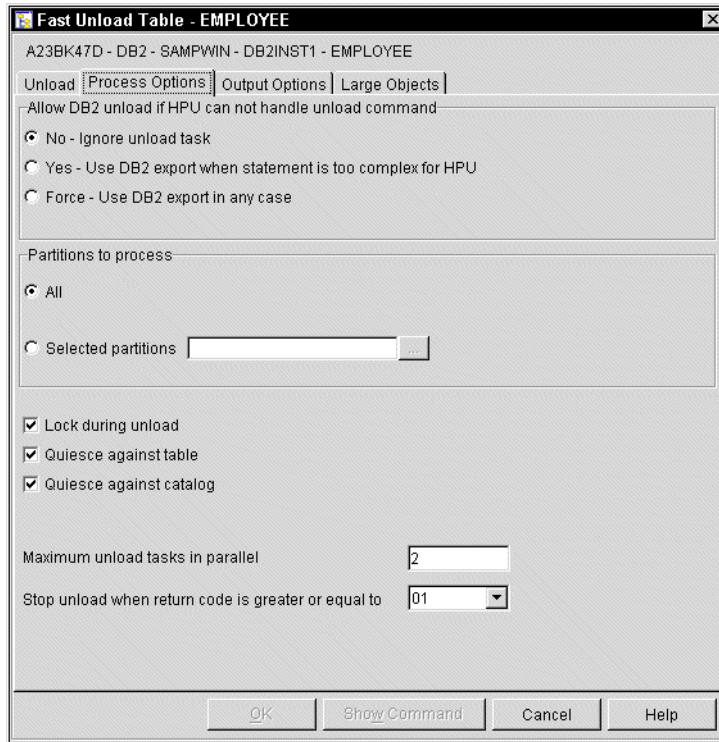 Fast Unload Table - EMPLOYEE
A23BK47D - DB2 - SAMPWIN - DB2INST1 - EMPLOYEE
Unload Process Options Output Options Large Objects
Allow DB2 unload if HPU can not handle unload command
No - Ignore unload task
Yes - Use DB2 export when statement is too complex for HPU
Force - Use DB2 export in any case
Partitions to process
All
Selected partitions ...
Lock during unload
Quiesce against table
Quiesce against catalog
Maximum unload tasks in parallel 2
Stop unload when return code is greater or equal to 01
OK Show Command Cancel Help